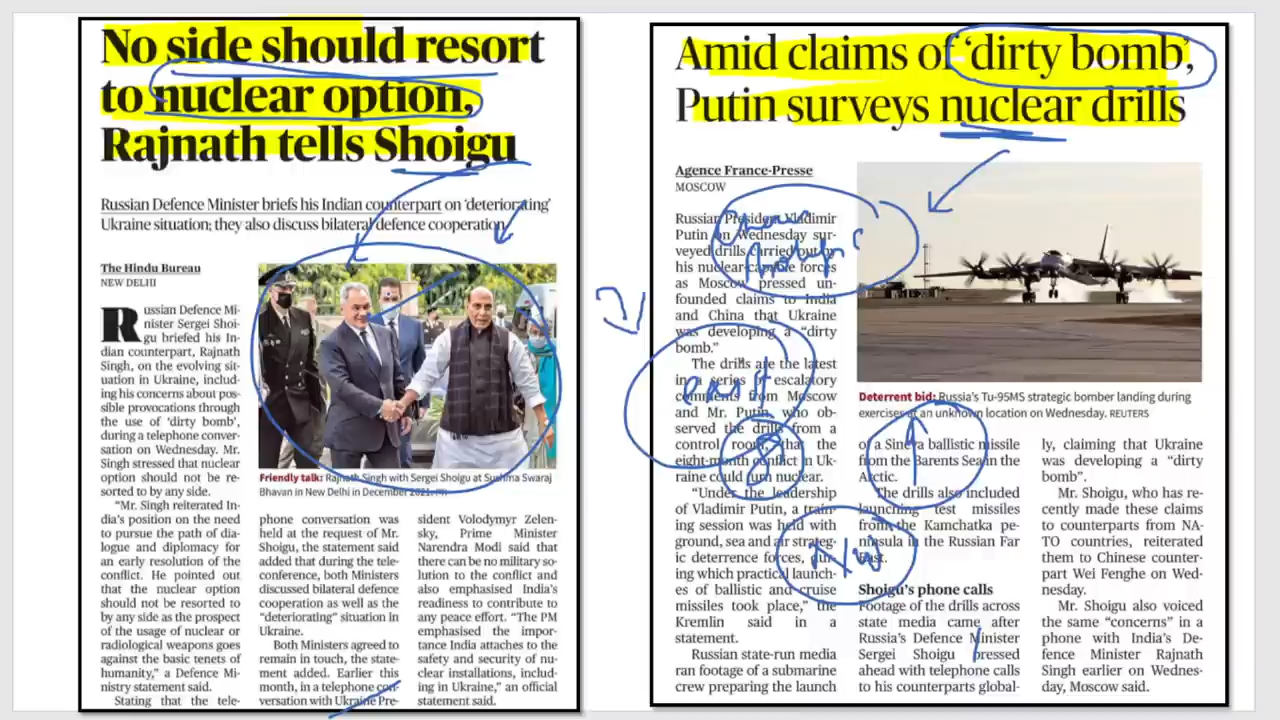 No side should resort
to nuclear option,
Rajnath tells Shoigu
Russian Defence Minister briefs his Indian counterpart on ‘deteriorating’
Ukraine situation; they also discuss bilateral defence cooperation
The Hindu Bureau
NEW DELHI
Russian Defence Mi-
nister Sergei Shoi-
gu briefed his In-
dian counterpart, Rajnath
Singh, on the evolving sit-
uation in Ukraine, includ-
ing his concerns about pos-
sible provocations through
the use of ‘dirty bomb’,
during a telephone conver-
sation on Wednesday. Mr.
Singh stressed that nuclear
option should not be re-
sorted to by any side.
“Mr. Singh reiterated In-
dia’s position on the need
to pursue the path of dia-
logue and diplomacy for
an early resolution of the
conflict. He pointed out
that the nuclear option
should not be resorted to
by any side as the prospect
of the usage of nuclear or
radiological weapons goes
against the basic tenets of
humanity,” a Defence Mi-
nistry statement said.
Stating that the tele-
Friendly talk: Rajnath Singh with Sergei Shoigu at Sushma Swaraj
Bhavan in New Delhi in December 2021. PTI
phone conversation was
held at the request of Mr.
Shoigu, the statement said
added that during the tele-
conference, both Ministers
discussed bilateral defence
cooperation as well as the
“deteriorating” situation in
Ukraine.
Both Ministers agreed to
remain in touch, the state-
ment added. Earlier this
month, in a telephone con-
versation with Ukraine Pre-
sident Volodymyr Zelen-
sky, Prime Minister
Narendra Modi said that
there can be no military so-
lution to the conflict and
also emphasised India’s
readiness to contribute to
any peace effort. “The PM
emphasised the impor-
tance India attaches to the
safety and security of nu-
clear installations, includ-
ing in Ukraine,” an official
statement said.
Amid claims of ‘dirty bomb’,
Putin surveys nuclear drills
Agence France-Presse
MOSCOW
Russian President Vladimir
Putin on Wednesday sur-
veyed drills carried out by
his nuclear-capable forces
as Moscow pressed un-
founded claims to India
and China that Ukraine
was developing a “dirty
bomb.”
The drills are the latest
in a series of escalatory
comments from Moscow
and Mr. Putin, who ob-
served the drills from a
control room, that the
eight-month conflict in Uk-
raine could turn nuclear.
“Under the leadership
of Vladimir Putin, a train-
ing session was held with
ground, sea and air strateg-
ic deterrence forces, dur-
ing which practical launch-
es of ballistic and cruise
missiles took place,” the
Kremlin said in a
statement.
Russian state-run media
ran footage of a submarine
crew preparing the launch
Deterrent bid: Russia’s Tu-95MS strategic bomber landing during
exercises at an unknown location on Wednesday. REUTERS
of a Sineva ballistic missile
from the Barents Sea in the
Arctic.
The drills also included
launching test missiles
from the Kamchatka pe-
ninsula in the Russian Far
East.
Shoigu’s phone calls
Footage of the drills across
state media came after
Russia’s Defence Minister
Sergei Shoigu pressed
ahead with telephone calls
to his counterparts global-
ly, claiming that Ukraine
was developing a “dirty
bomb”.
Mr. Shoigu, who has re-
cently made these claims
to counterparts from NA-
TO countries, reiterated
them to Chinese counter-
part Wei Fenghe on Wed-
nesday.
Mr. Shoigu also voiced
the same “concerns” in a
phone with India’s De-
fence Minister Rajnath
Singh earlier on Wednes-
day, Moscow said.